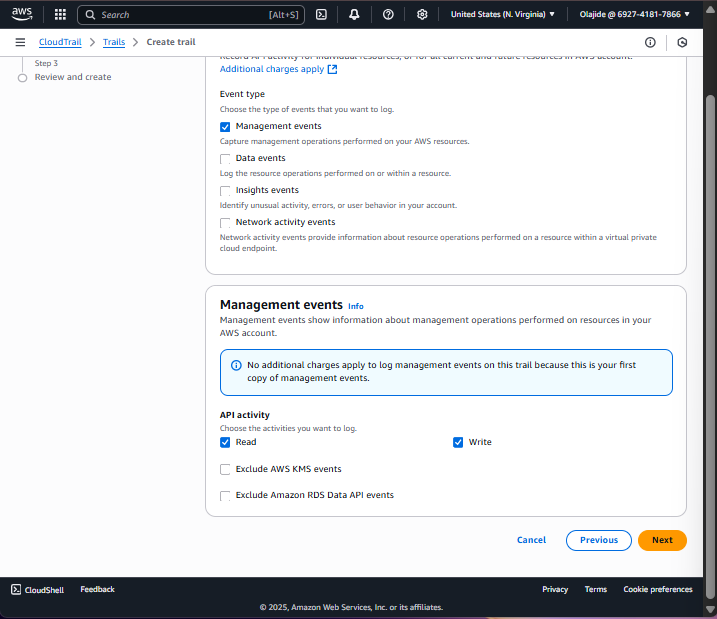 aws
Search [Alt+S]
United States (N. Virginia) ▼
Olajide @ 6927-4181-7866 ▼
CloudTrail > Trails > Create trail
Step 3
Review and create
Record API activity for individual resources, or for all current and future resources in AWS account.
Additional charges apply
Event type
Choose the type of events that you want to log.
Management events
Capture management operations performed on your AWS resources.
Data events
Log the resource operations performed on or within a resource.
Insights events
Identify unusual activity, errors, or user behavior in your account.
Network activity events
Network activity events provide information about resource operations performed on a resource within a virtual private
cloud endpoint.
Management events Info
Management events show information about management operations performed on resources in your
AWS account.
No additional charges apply to log management events on this trail because this is your first
copy of management events.
API activity
Choose the activities you want to log.
Read Write
Exclude AWS KMS events
Exclude Amazon RDS Data API events
Cancel Previous Next
CloudShell Feedback Privacy Terms Cookie preferences
© 2025, Amazon Web Services, Inc. or its affiliates.